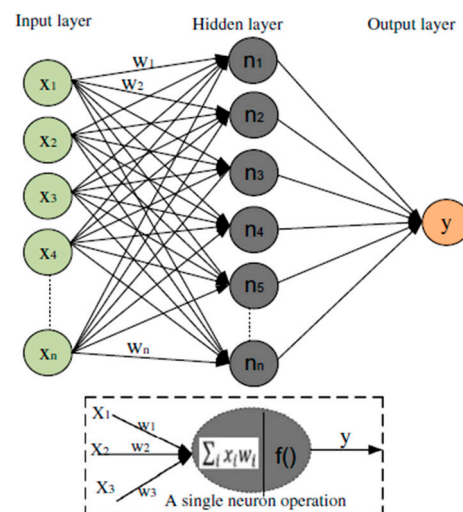 Input layer
Hidden layer
Output layer
x1
x2
x3
x4
xn
w1
w2
wn
n1
n2
n3
n4
n5
nn
y
X1
X2
X3
w1
w2
w3
∑i xiwi
f()
y
A single neuron operation